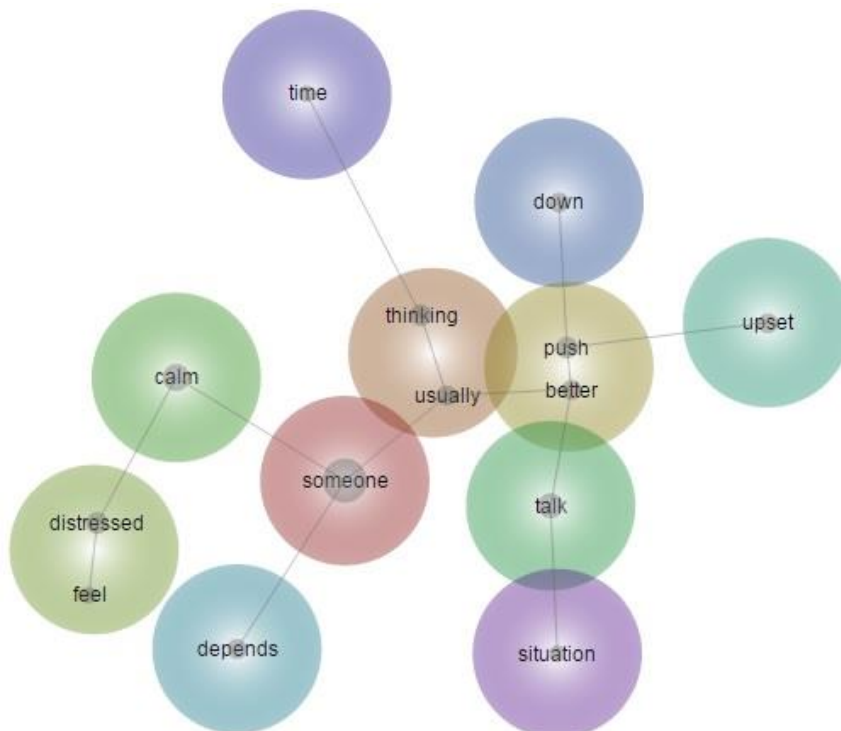 time
down
thinking
upset
push
calm
usually
better
someone
talk
distressed
feel
depends
situation